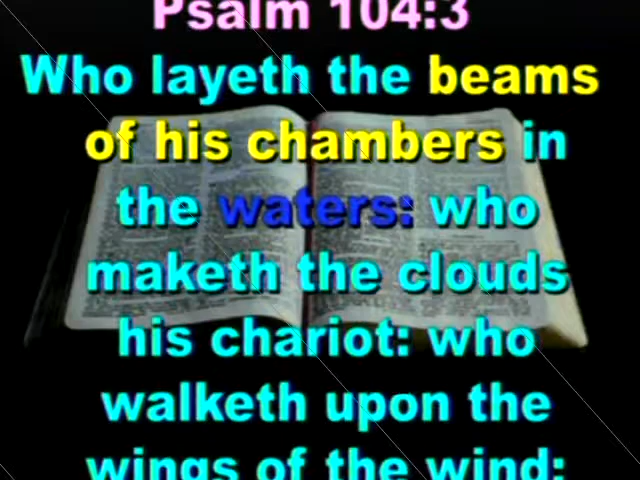 Psalm 104:3
Who layeth the beams
of his chambers in
the waters: who
maketh the clouds
his chariot: who
walketh upon the
wings of the wind: